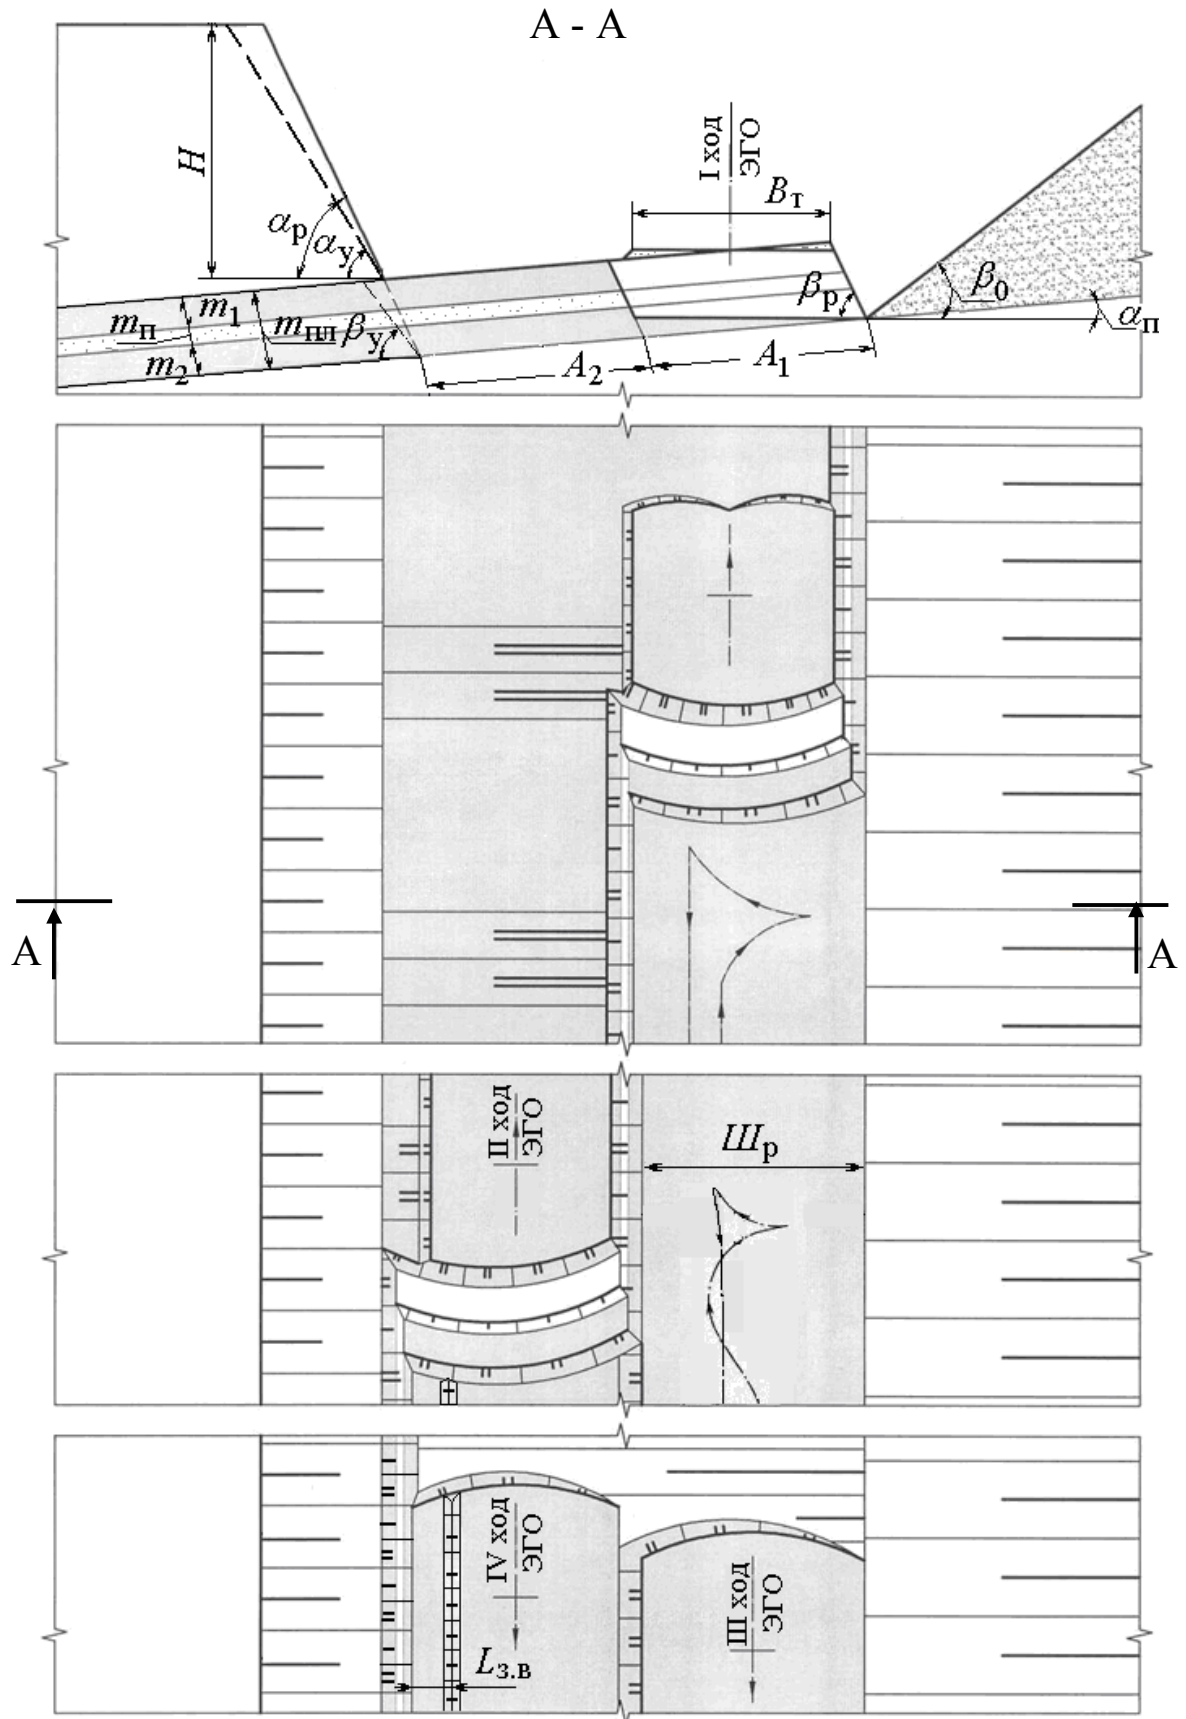 А - А
I ход
ЭГО
H
Bт
αр
αу
βр
β0
αп
m1
mп
mпл
βу
m2
A2
A1
А
А
II ход
ЭГО
Шр
IV ход
ЭГО
III ход
ЭГО
Lз.в